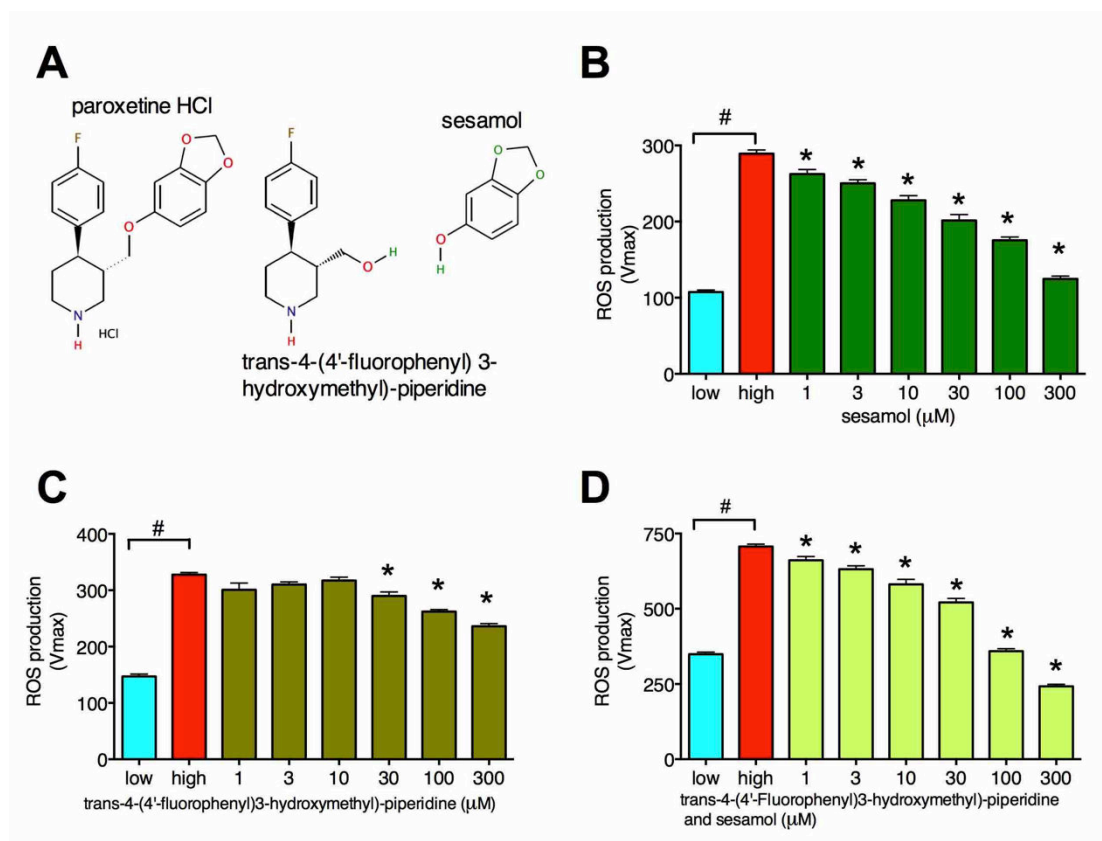 A
paroxetine HCl
F
O
O
O
N
H
HCl
F
O
H
N
H
trans-4-(4'-fluorophenyl) 3-
hydroxymethyl)-piperidine
sesamol
O
O
O
H
B
ROS production
(Vmax)
300
200
100
0
#
*
*
*
*
*
*
low high 1 3 10 30 100 300
sesamol (μM)
C
ROS production
(Vmax)
400
300
200
100
0
#
*
*
*
low high 1 3 10 30 100 300
trans-4-(4'-fluorophenyl)3-hydroxymethyl)-piperidine (μM)
D
ROS production
(Vmax)
750
500
250
0
#
*
*
*
*
*
*
low high 1 3 10 30 100 300
trans-4-(4'-Fluorophenyl)3-hydroxymethyl)-piperidine
and sesamol (μM)